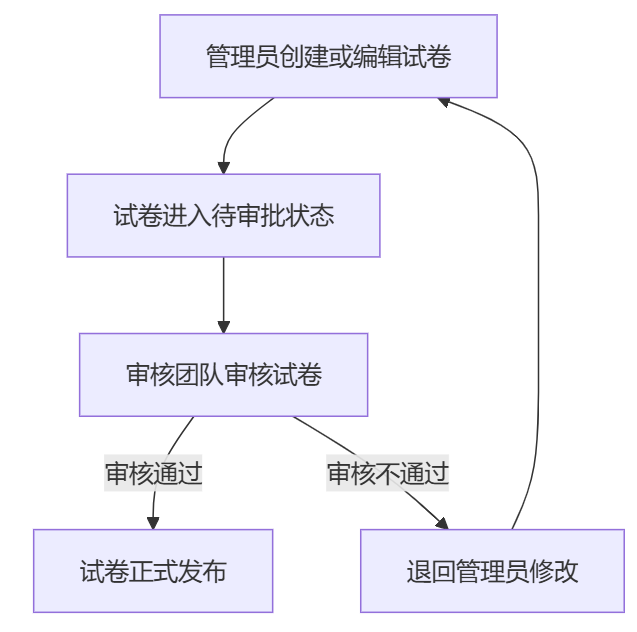 管理员创建或编辑试卷
试卷进入待审批状态
审核团队审核试卷
审核通过
审核不通过
试卷正式发布
退回管理员修改